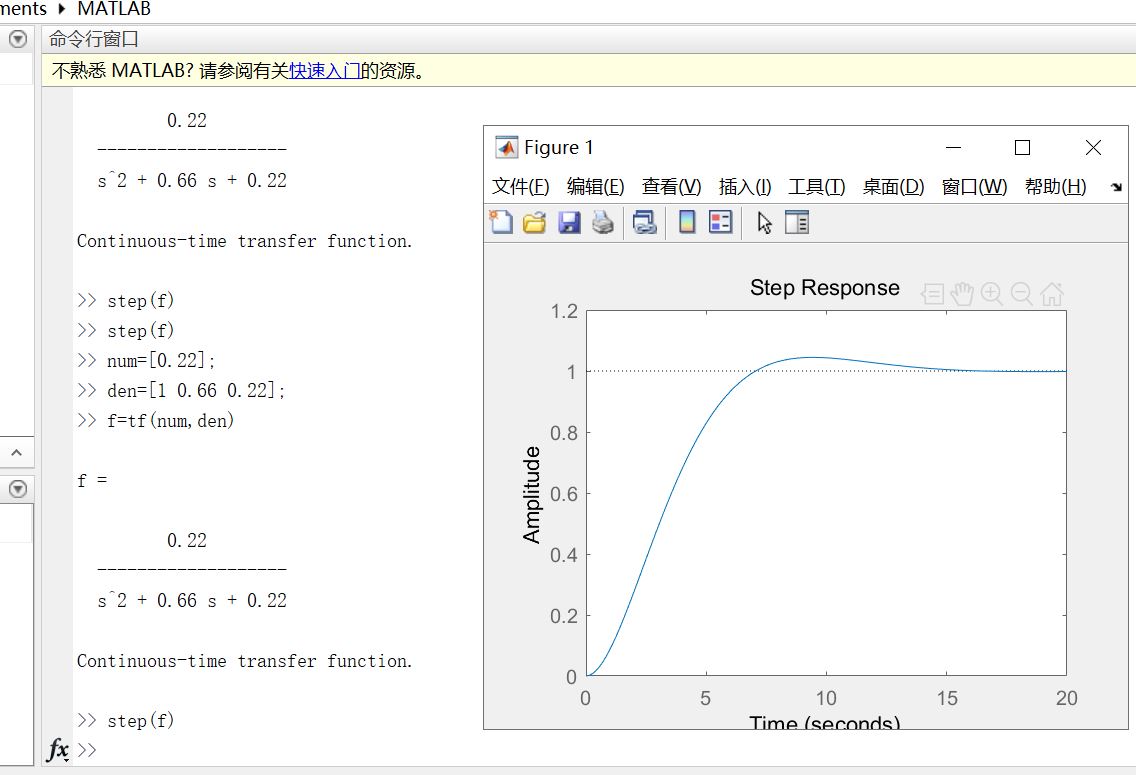 ments ▸ MATLAB
命令行窗口
不熟悉 MATLAB? 请参阅有关快速入门的资源。
0.22
-------------------
s^2 + 0.66 s + 0.22
Continuous-time transfer function.
>> step(f)
>> step(f)
>> num=[0.22];
>> den=[1 0.66 0.22];
>> f=tf(num,den)
f =
0.22
-------------------
s^2 + 0.66 s + 0.22
Continuous-time transfer function.
>> step(f)
fx >>
Figure 1
文件(F) 编辑(E) 查看(V) 插入(I) 工具(T) 桌面(D) 窗口(W) 帮助(H)
Step Response
1.2
1
0.8
0.6
0.4
0.2
0
Amplitude
0 5 10 15 20
Time (seconds)